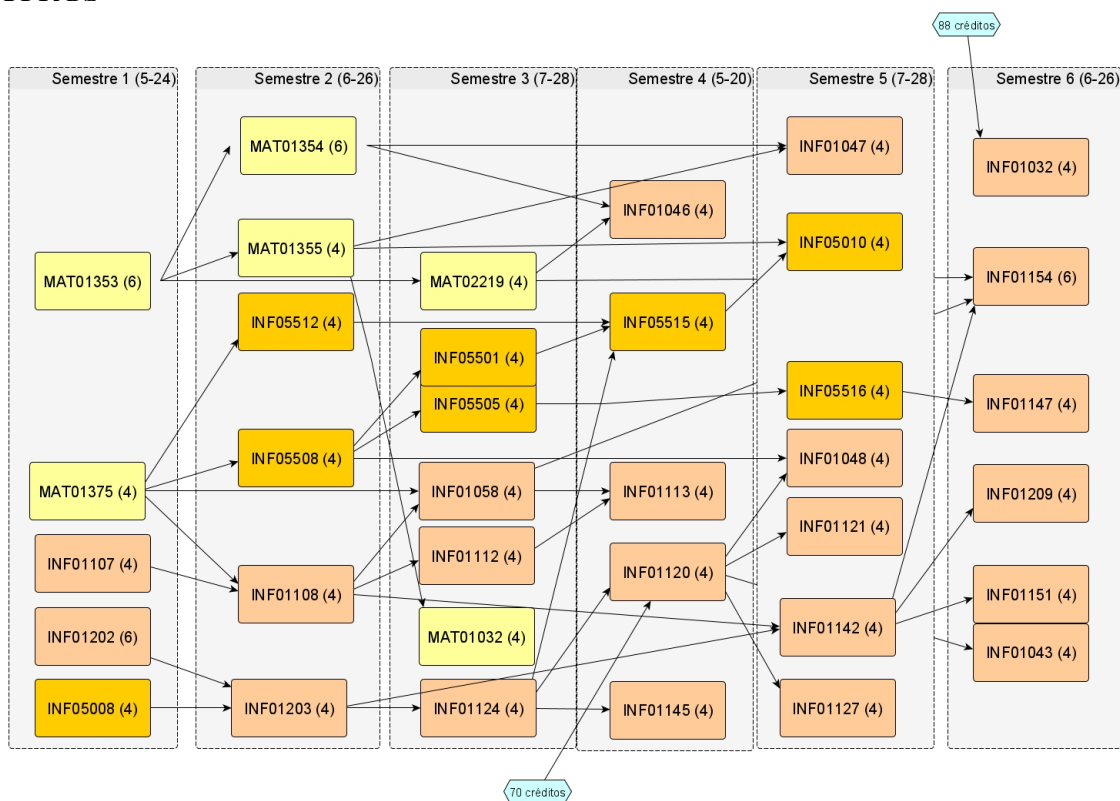 88 créditos
Semestre 1 (5-24)
MAT01353 (6)
MAT01375 (4)
INF01107 (4)
INF01202 (6)
INF05008 (4)
Semestre 2 (6-26)
MAT01354 (6)
MAT01355 (4)
INF05512 (4)
INF05508 (4)
INF01108 (4)
INF01203 (4)
Semestre 3 (7-28)
MAT02219 (4)
INF05501 (4)
INF05505 (4)
INF01058 (4)
INF01112 (4)
MAT01032 (4)
INF01124 (4)
Semestre 4 (5-20)
INF01046 (4)
INF05515 (4)
INF01113 (4)
INF01120 (4)
INF01145 (4)
Semestre 5 (7-28)
INF01047 (4)
INF05010 (4)
INF05516 (4)
INF01048 (4)
INF01121 (4)
INF01142 (4)
INF01127 (4)
Semestre 6 (6-26)
INF01032 (4)
INF01154 (6)
INF01147 (4)
INF01209 (4)
INF01151 (4)
INF01043 (4)
70 créditos